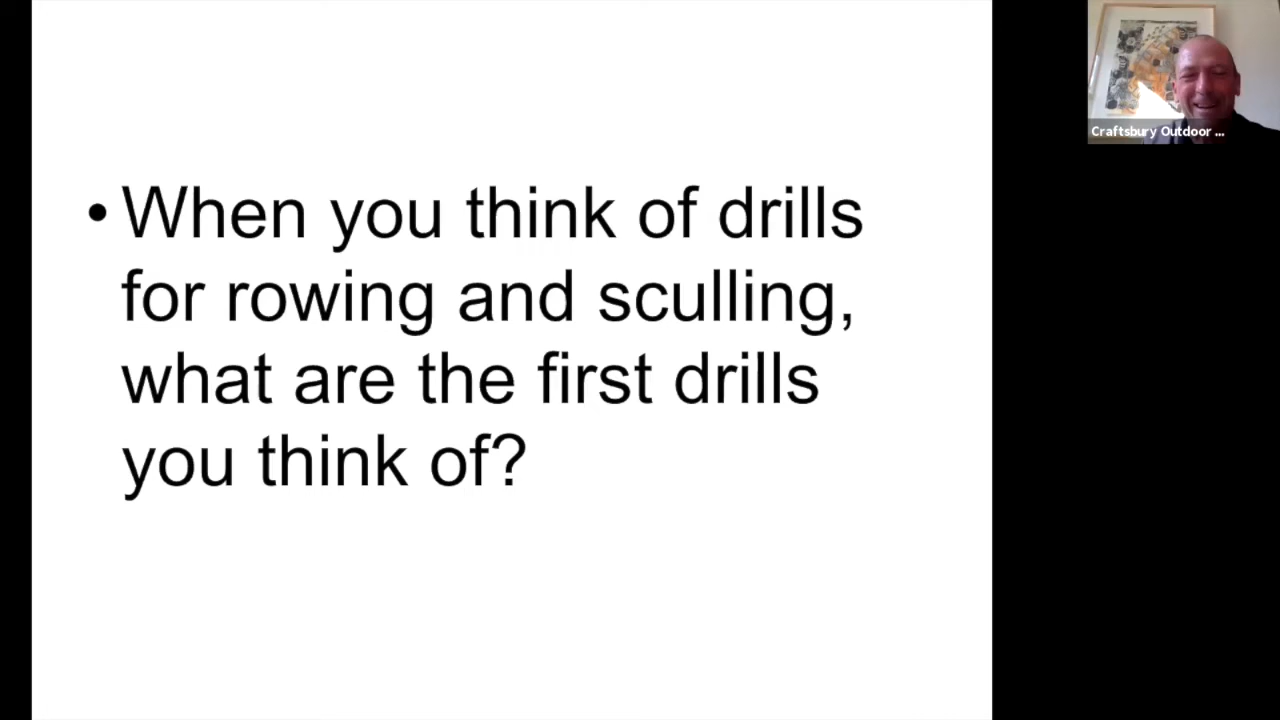 • When you think of drills
for rowing and sculling,
what are the first drills
you think of?
Craftsbury Outdoor ...